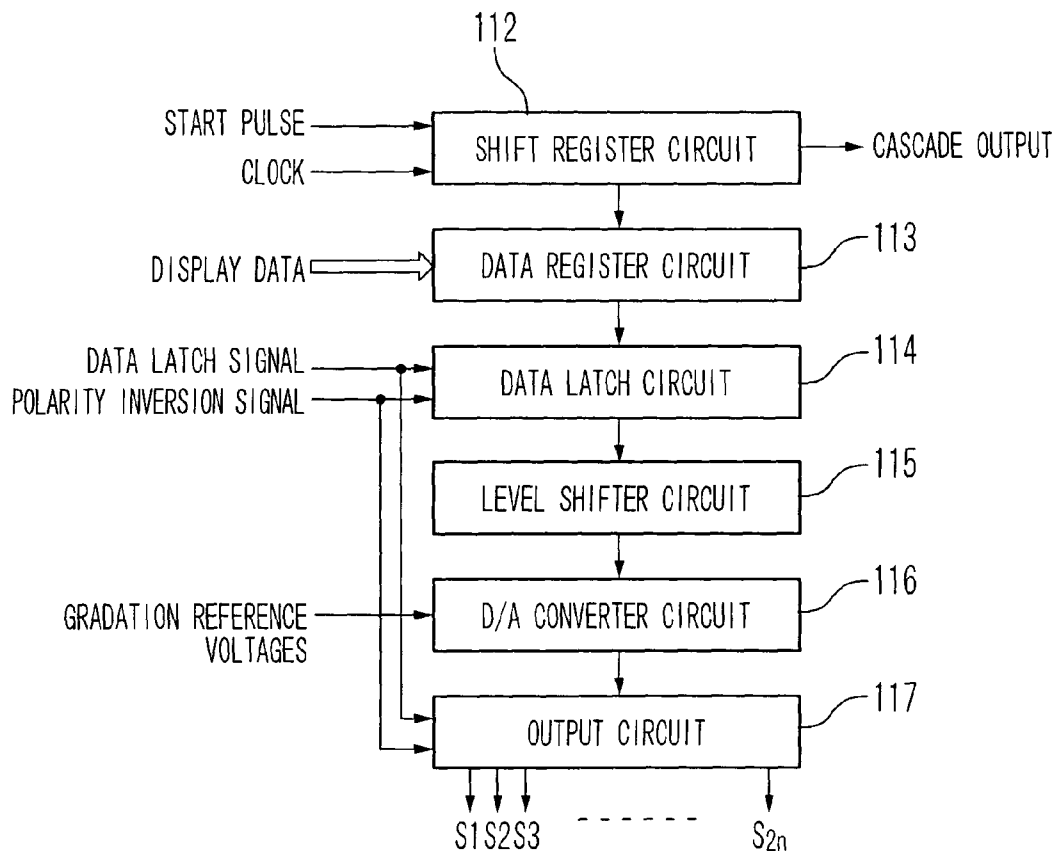 112
START PULSE
CLOCK
SHIFT REGISTER CIRCUIT
CASCADE OUTPUT
113
DISPLAY DATA
DATA REGISTER CIRCUIT
114
DATA LATCH SIGNAL
POLARITY INVERSION SIGNAL
DATA LATCH CIRCUIT
115
LEVEL SHIFTER CIRCUIT
116
GRADATION REFERENCE
VOLTAGES
D/A CONVERTER CIRCUIT
117
OUTPUT CIRCUIT
S1 S2 S3 - - - - - - S2n